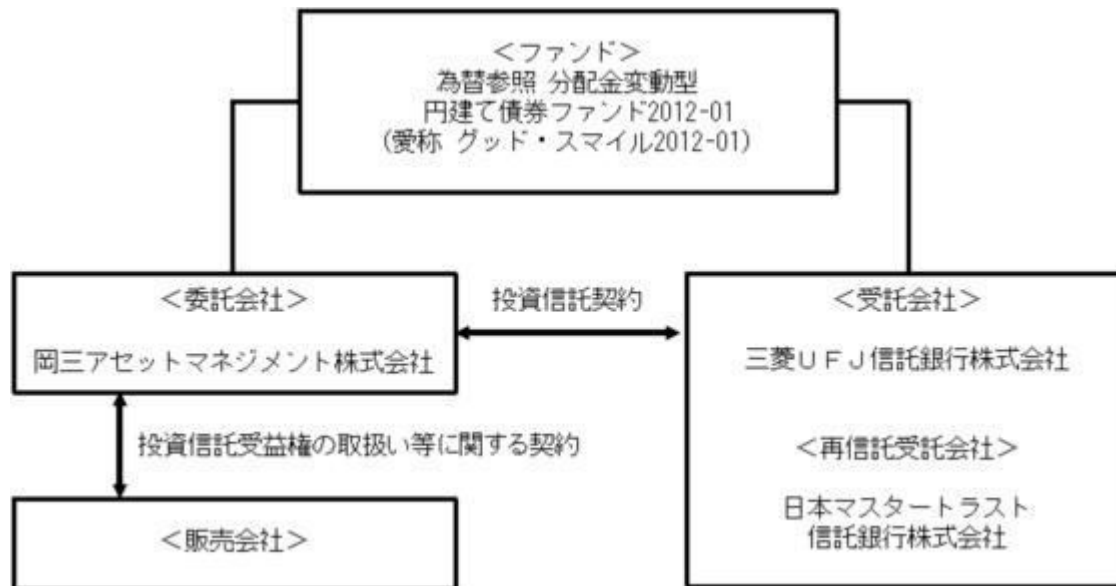 ＜ファンド＞
為替参照 分配金変動型
円建て債券ファンド2012-01
(愛称 グッド・スマイル2012-01)
＜委託会社＞
岡三アセットマネジメント株式会社
投資信託契約
＜受託会社＞
三菱ＵＦＪ信託銀行株式会社
投資信託受益権の取扱い等に関する契約
＜再信託受託会社＞
日本マスタートラスト
信託銀行株式会社
＜販売会社＞